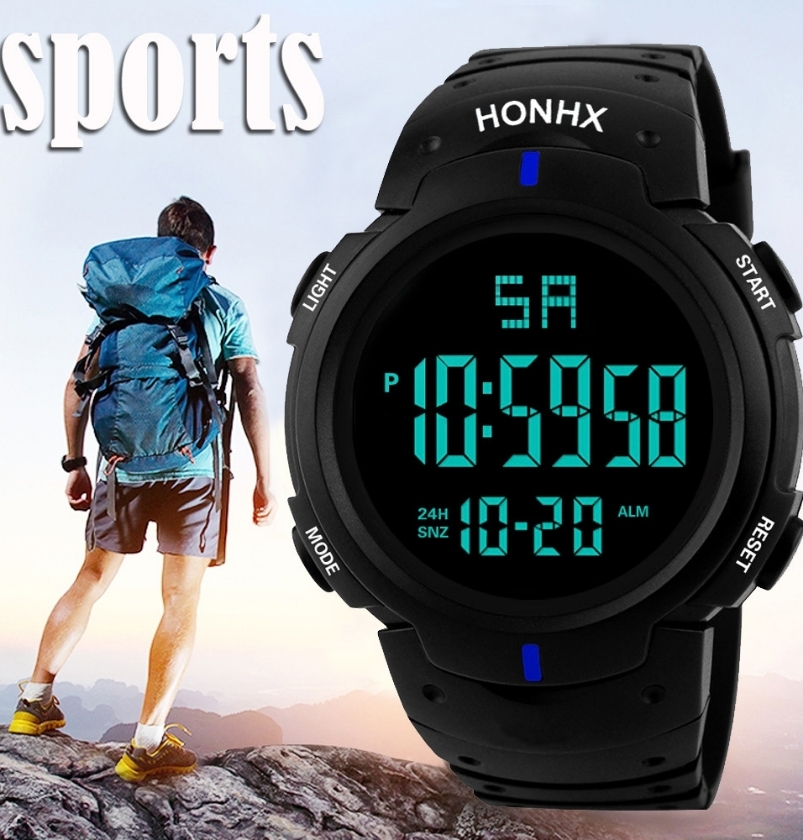 sports
HONHX
LIGHT
START
SA
P 10:59 58
24H
SNZ
10-20
ALM
MODE
RESET